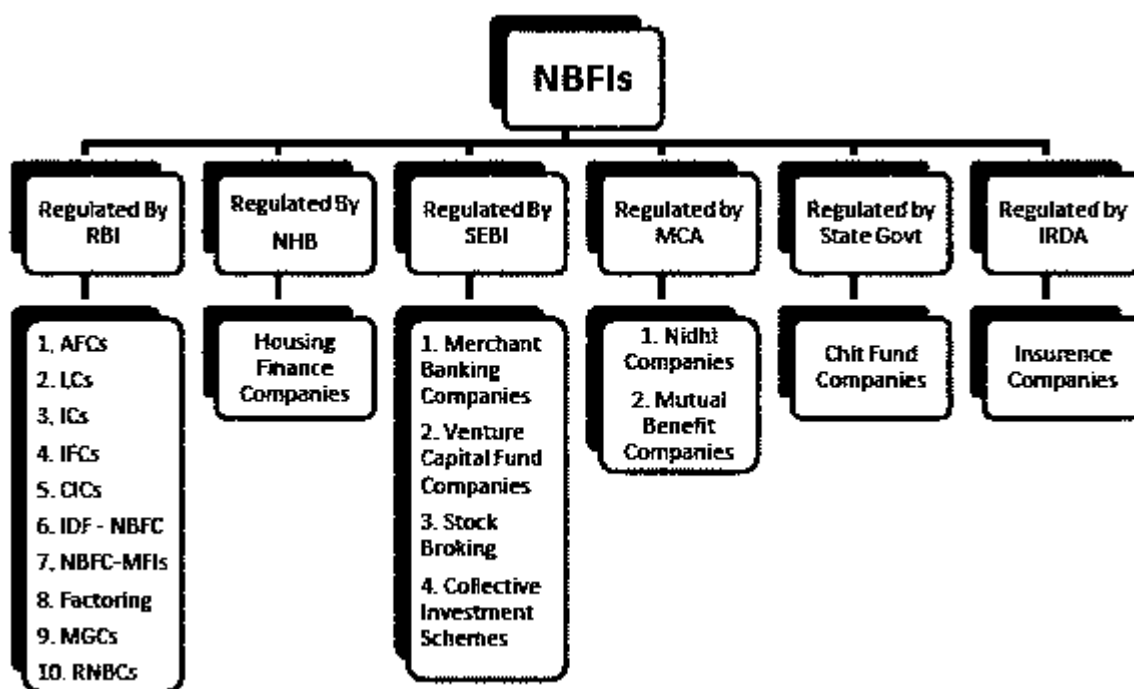 NBFIs
Regulated By
RBI
Regulated By
NHB
Regulated By
SEBI
Regulated by
MCA
Regulated by
State Govt
Regulated by
IRDA
1. AFCs
2. LCs
3. ICs
4. IFCs
5. CICs
6. IDF - NBFC
7. NBFC-MFIs
8. Factoring
9. MGCs
10. RNBCs
Housing
Finance
Companies
1. Merchant
Banking
Companies
2. Venture
Capital Fund
Companies
3. Stock
Broking
4. Collective
Investment
Schemes
1. Nidhi
Companies
2. Mutual
Benefit
Companies
Chit Fund
Companies
Insurence
Companies